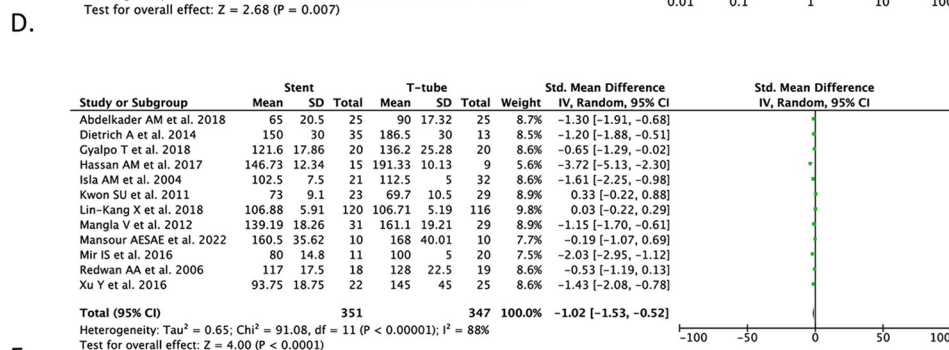 Test for overall effect: Z = 2.68 (P = 0.007)
0.01 0.1 1 10
D.
Stent T-tube Std. Mean Difference Std. Mean Difference
Study or Subgroup Mean SD Total Mean SD Total Weight IV, Random, 95% CI IV, Random, 95% CI
Abdelkader AM et al. 2018 65 20.5 25 90 17.32 25 8.7% -1.30 [-1.91, -0.68]
Dietrich A et al. 2014 150 30 35 186.5 30 13 8.5% -1.20 [-1.88, -0.51]
Gyalpo T et al. 2018 121.6 17.86 20 136.2 25.28 20 8.6% -0.65 [-1.29, -0.02]
Hassan AM et al. 2017 146.73 12.34 15 191.33 10.13 9 5.6% -3.72 [-5.13, -2.30]
Isla AM et al. 2004 102.5 7.5 21 112.5 5 32 8.6% -1.61 [-2.25, -0.98]
Kwon SU et al. 2011 73 9.1 23 69.7 10.5 29 8.9% 0.33 [-0.22, 0.88]
Lin-Kang X et al. 2018 106.88 5.91 120 106.71 5.19 116 9.8% 0.03 [-0.22, 0.29]
Mangla V et al. 2012 139.19 18.26 31 161.1 19.21 29 8.9% -1.15 [-1.70, -0.61]
Mansour AESAE et al. 2022 160.5 35.62 10 168 40.01 10 7.9% -0.19 [-1.07, 0.69]
Mir IS et al. 2016 80 14.8 11 100 5 20 7.5% -2.03 [-2.95, -1.12]
Redwan AA et al. 2006 117 17.5 18 128 22.5 19 8.6% -0.53 [-1.19, 0.13]
Xu Y et al. 2016 93.75 18.75 22 145 45 25 8.6% -1.43 [-2.08, -0.78]
Total (95% CI) 351 347 100.0% -1.02 [-1.53, -0.52]
Heterogeneity: Tau² = 0.65; Chi² = 91.08, df = 11 (P < 0.00001); I² = 88%
-100 -50 0 50
Test for overall effect: Z = 4.00 (P < 0.0001)